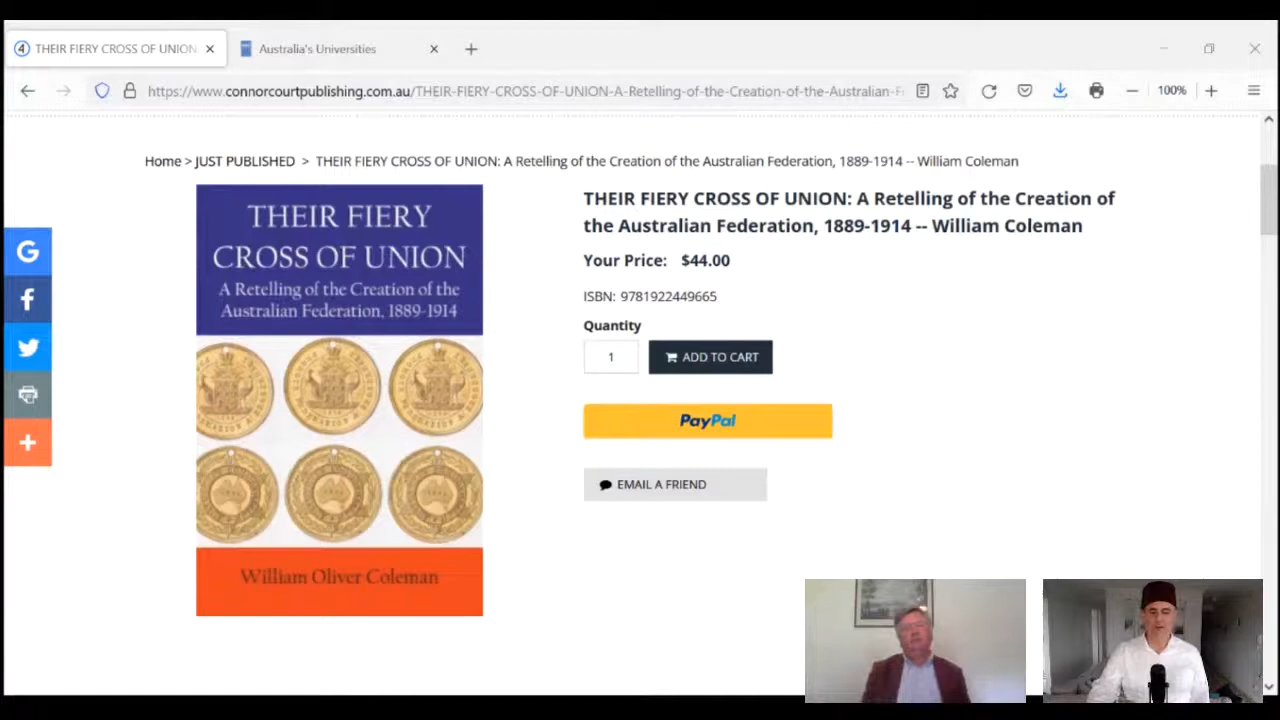 THEIR FIERY CROSS OF UNION
Australia's Universities
https://www.connorcourtpublishing.com.au/THEIR-FIERY-CROSS-OF-UNION-A-Retelling-of-the-Creation-of-the-Australian-F
100%
Home > JUST PUBLISHED > THEIR FIERY CROSS OF UNION: A Retelling of the Creation of the Australian Federation, 1889-1914 -- William Coleman
THEIR FIERY
CROSS OF UNION
A Retelling of the Creation of the
Australian Federation, 1889-1914
William Oliver Coleman
THEIR FIERY CROSS OF UNION: A Retelling of the Creation of
the Australian Federation, 1889-1914 -- William Coleman
Your Price: $44.00
ISBN: 9781922449665
Quantity
1
ADD TO CART
PayPal
EMAIL A FRIEND